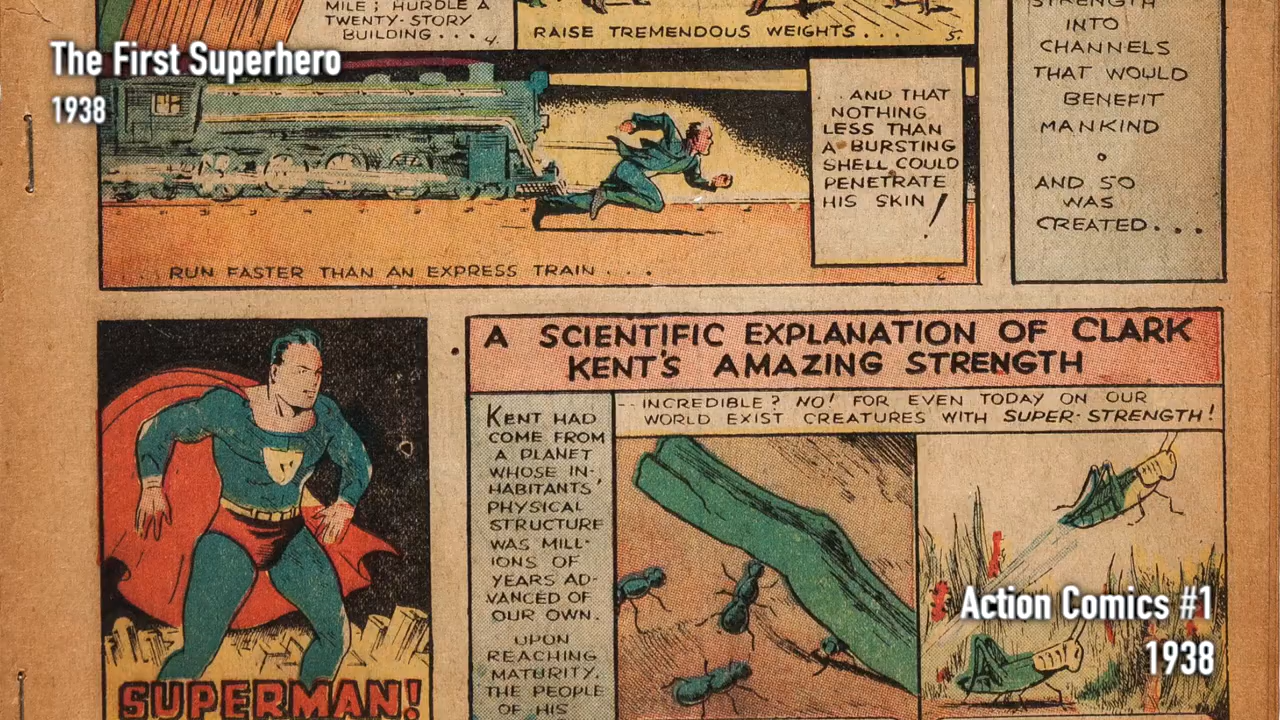 MILE; HURDLE A
TWENTY-STORY
BUILDING... 4.
RAISE TREMENDOUS WEIGHTS... 5.
STRENGTH
INTO
CHANNELS
THAT WOULD
BENEFIT
MANKIND
AND SO
WAS
CREATED...
The First Superhero
1938
...AND THAT
NOTHING
LESS THAN
A BURSTING
SHELL COULD
PENETRATE
HIS SKIN!
RUN FASTER THAN AN EXPRESS TRAIN...
6
SUPERMAN!
A SCIENTIFIC EXPLANATION OF CLARK
KENT'S AMAZING STRENGTH
KENT HAD
COME FROM
A PLANET
WHOSE IN-
HABITANTS'
PHYSICAL
STRUCTURE
WAS MILL-
IONS OF
YEARS AD-
VANCED OF
OUR OWN.
UPON
REACHING
MATURITY,
THE PEOPLE
OF HIS
--INCREDIBLE? NO! FOR EVEN TODAY ON OUR
WORLD EXIST CREATURES WITH SUPER-STRENGTH!
Action Comics #1
1938